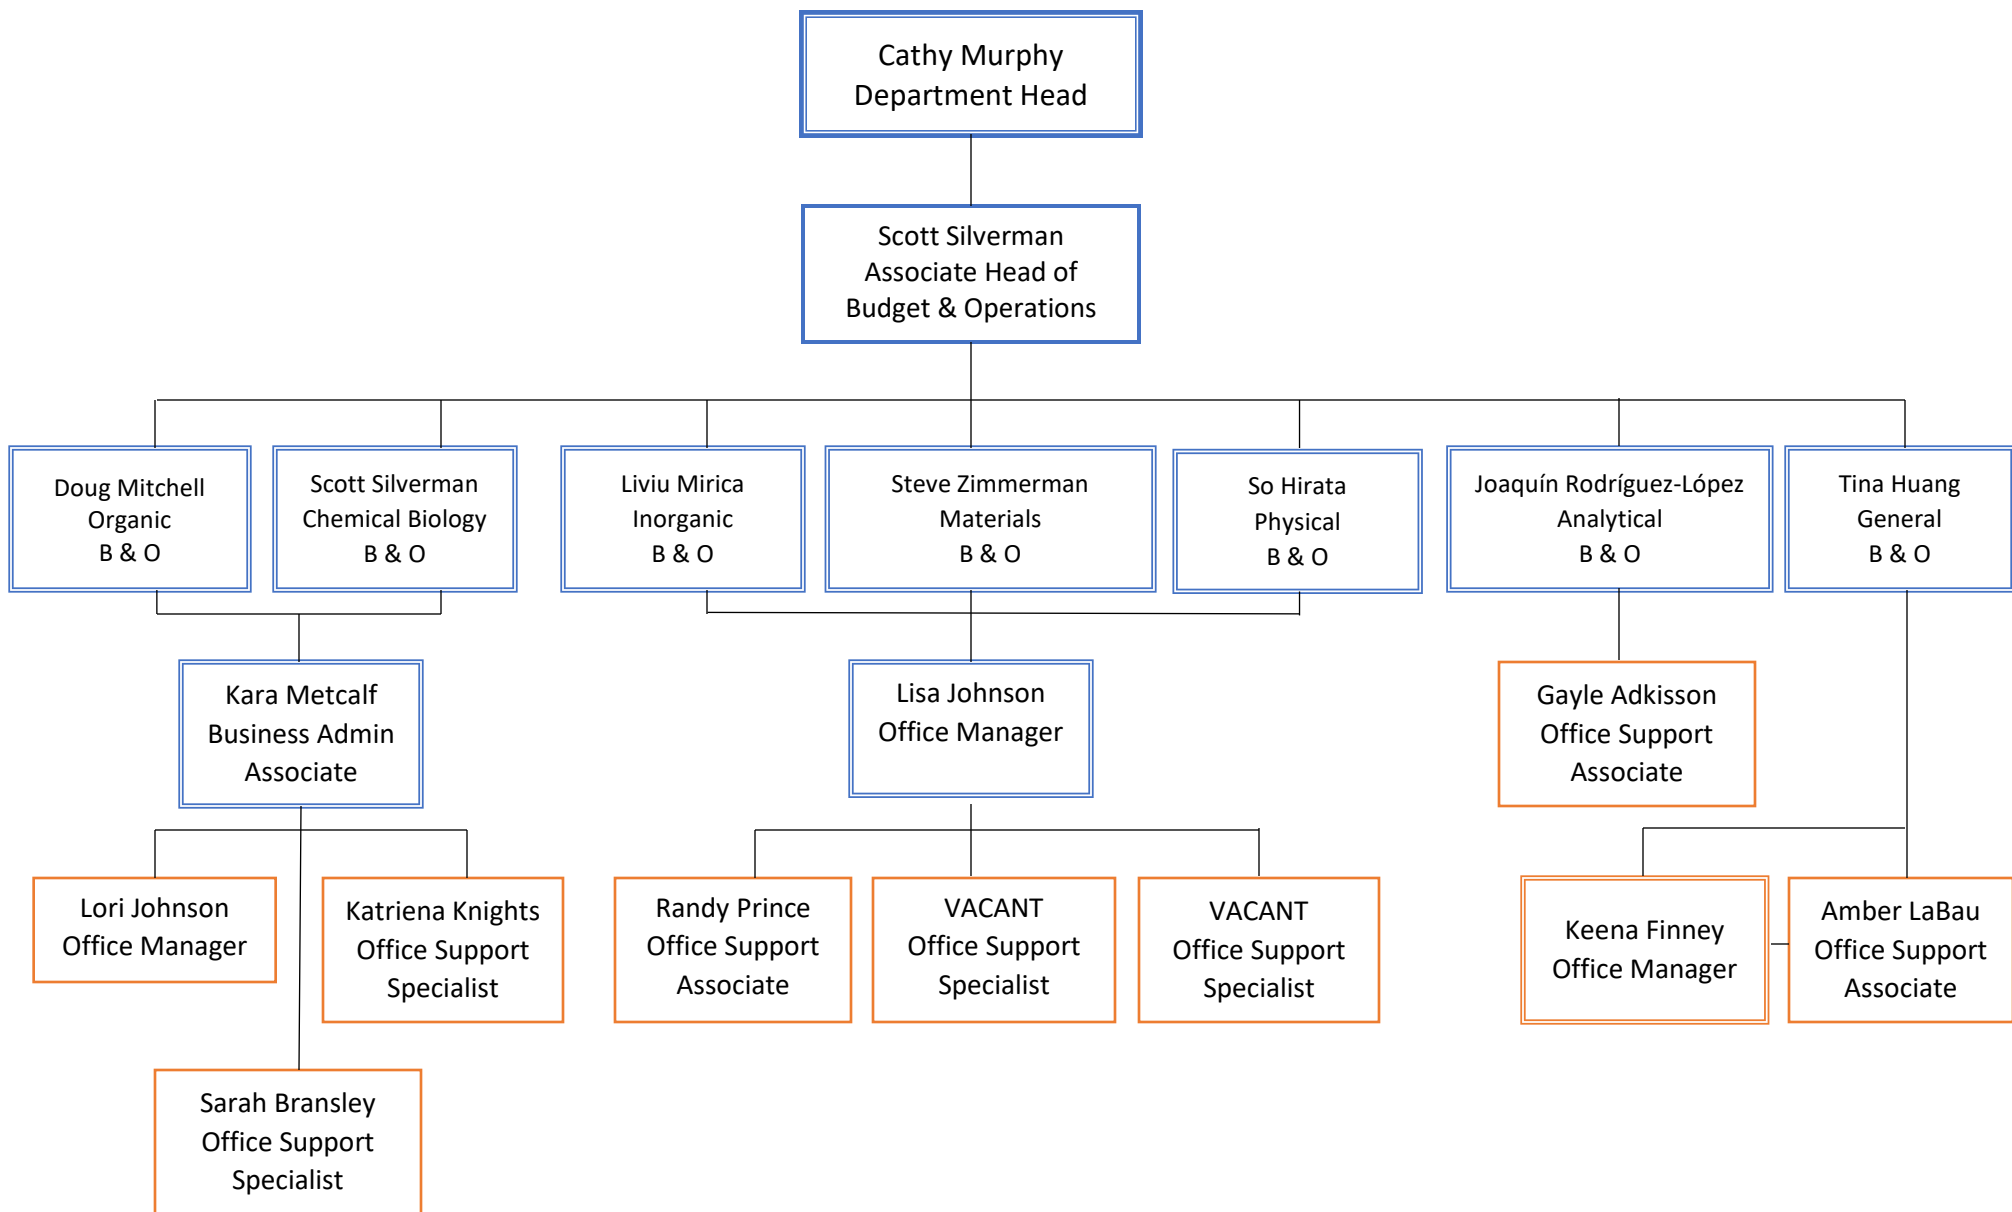 Cathy Murphy
Department Head
Scott Silverman
Associate Head of
Budget & Operations
Doug Mitchell
Organic
B & O
Scott Silverman
Chemical Biology
B & O
Liviu Mirica
Inorganic
B & O
Steve Zimmerman
Materials
B & O
So Hirata
Physical
B & O
Joaquín Rodríguez-López
Analytical
B & O
Tina Huang
General
B & O
Kara Metcalf
Business Admin
Associate
Lisa Johnson
Office Manager
Gayle Adkisson
Office Support
Associate
Lori Johnson
Office Manager
Katriena Knights
Office Support
Specialist
Randy Prince
Office Support
Associate
VACANT
Office Support
Specialist
VACANT
Office Support
Specialist
Keena Finney
Office Manager
Amber LaBau
Office Support
Associate
Sarah Bransley
Office Support
Specialist